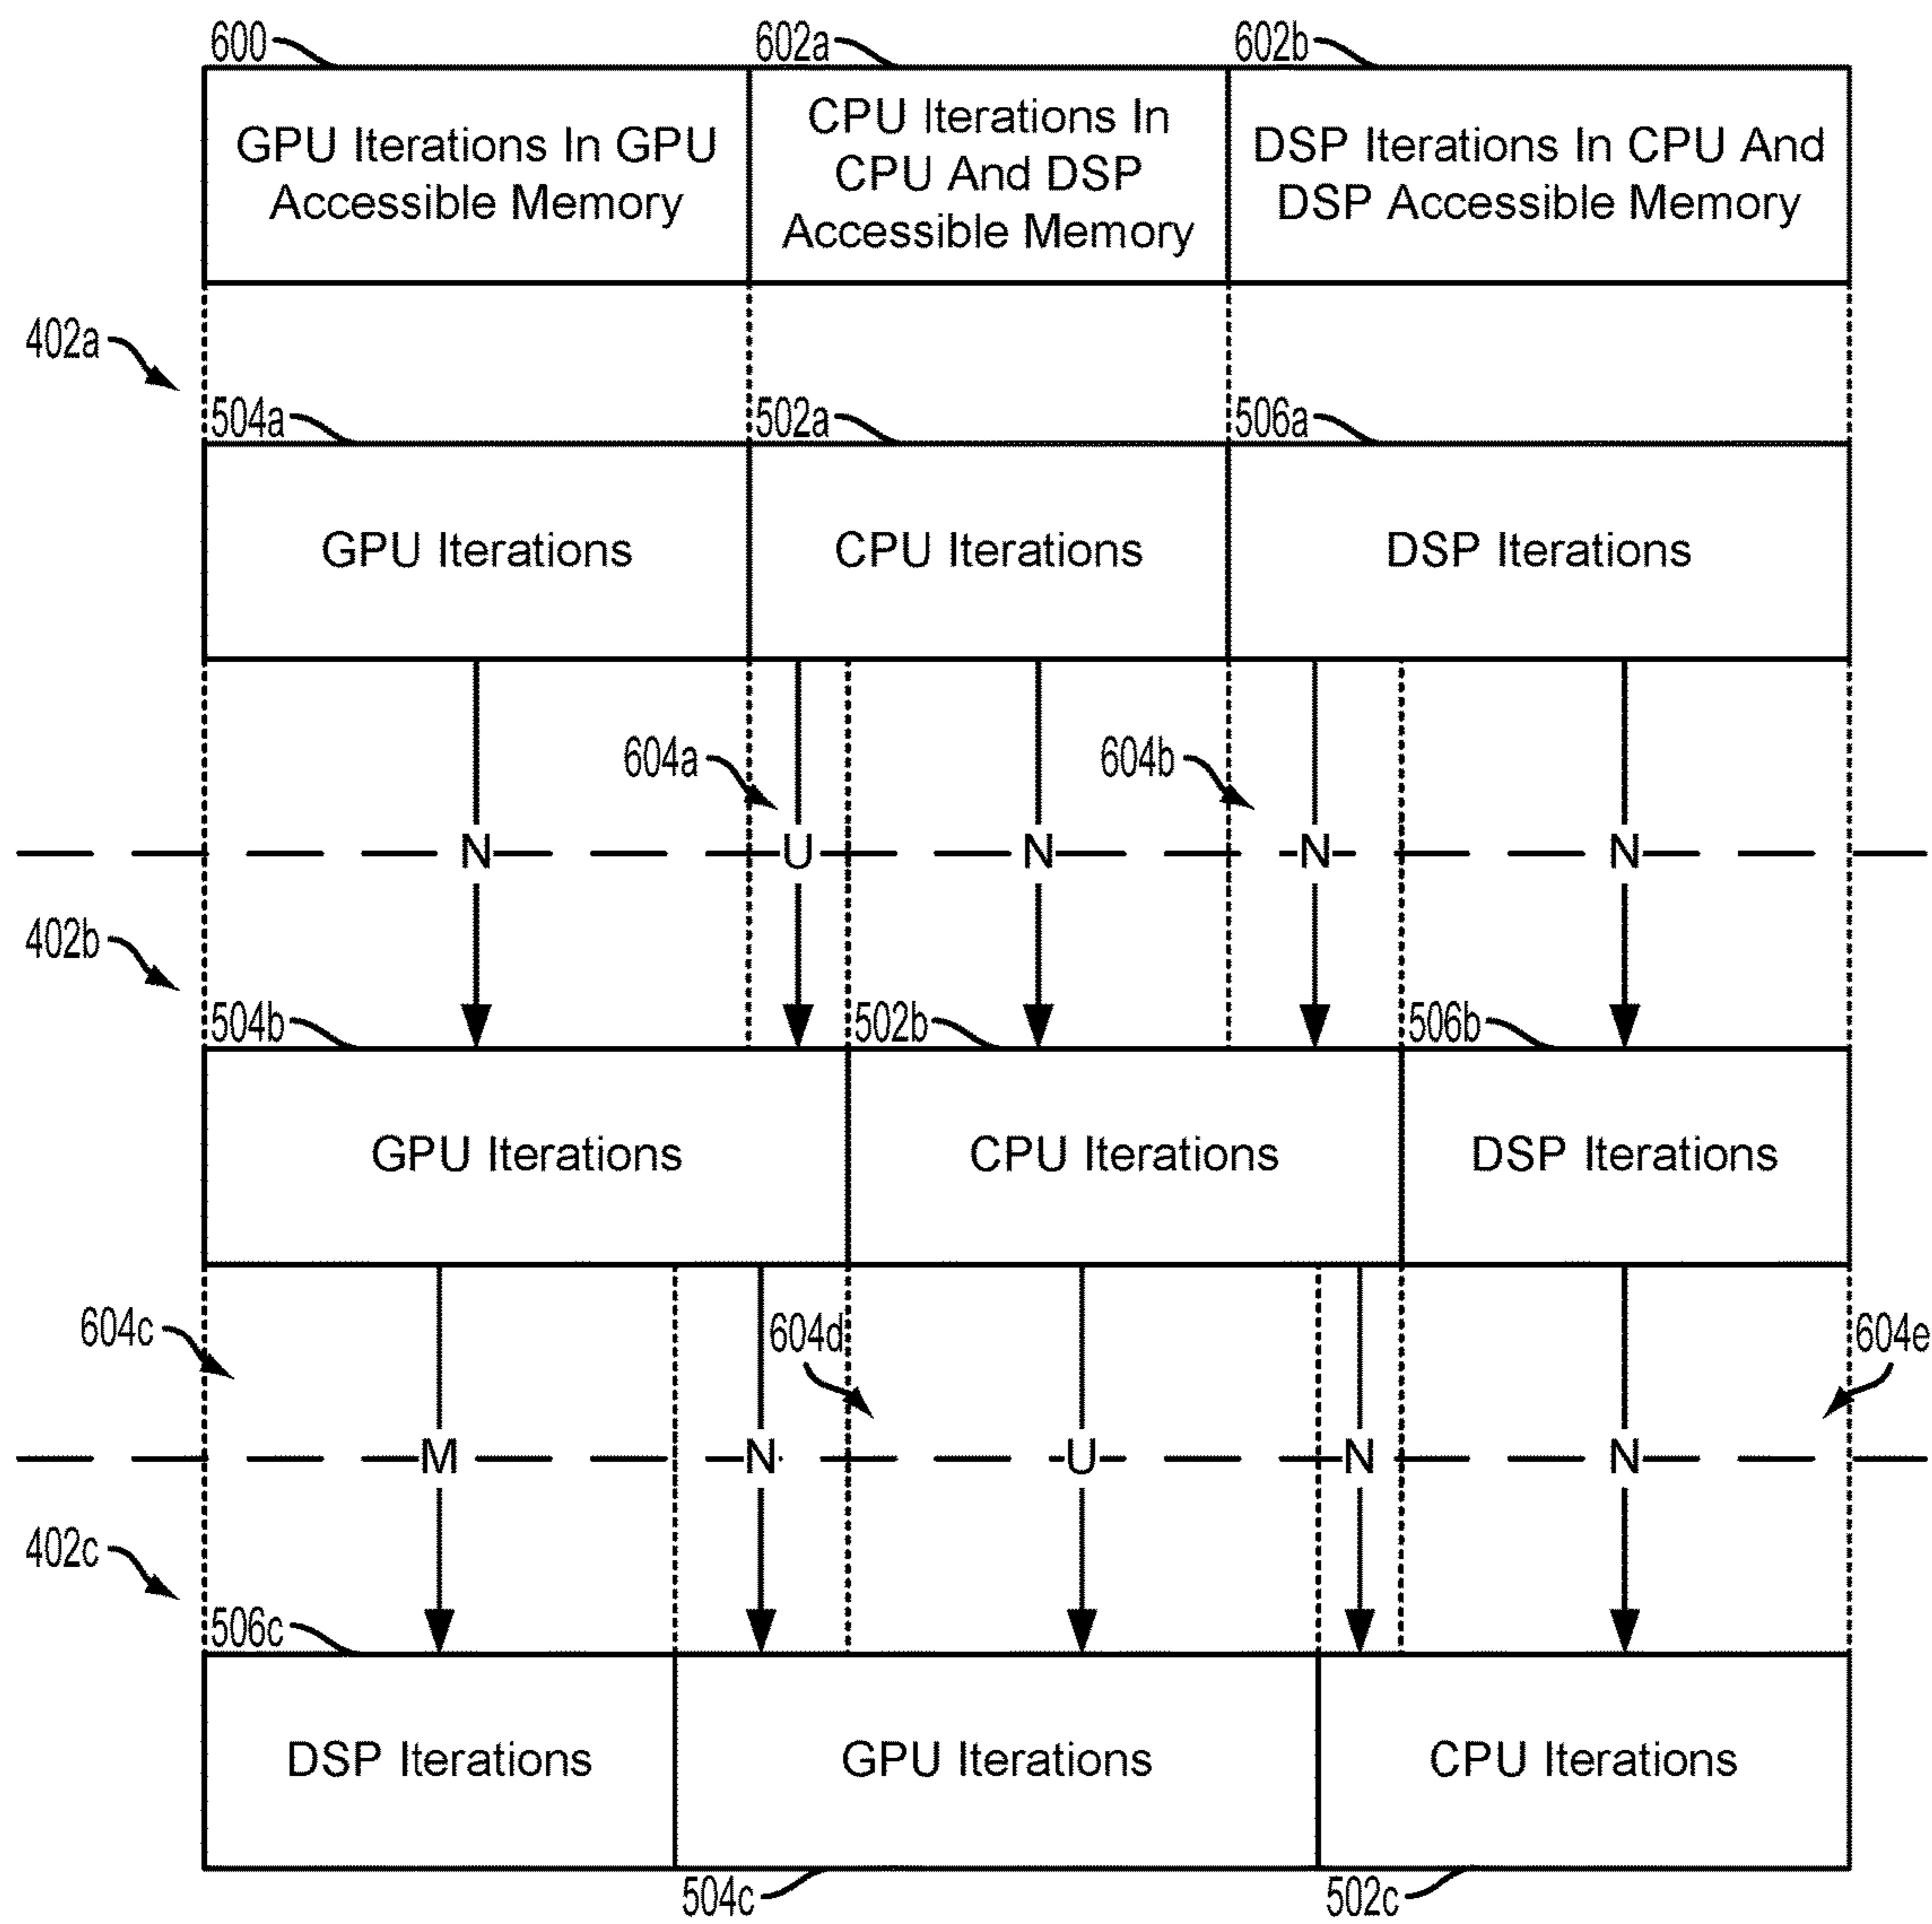 600
602a
602b
GPU Iterations In GPU
Accessible Memory
CPU Iterations In
CPU And DSP
Accessible Memory
DSP Iterations In CPU And
DSP Accessible Memory
402a
504a
502a
506a
GPU Iterations
CPU Iterations
DSP Iterations
604a
604b
N
U
N
N
N
402b
504b
502b
506b
GPU Iterations
CPU Iterations
DSP Iterations
604c
604d
604e
M
N
U
N
N
402c
506c
DSP Iterations
GPU Iterations
CPU Iterations
504c
502c